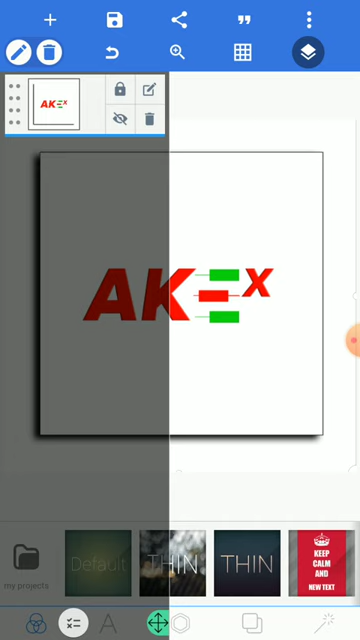 AKEx
AKEX
my projects
Default
THIN
THIN
KEEP
CALM
AND
NEW TEXT
A